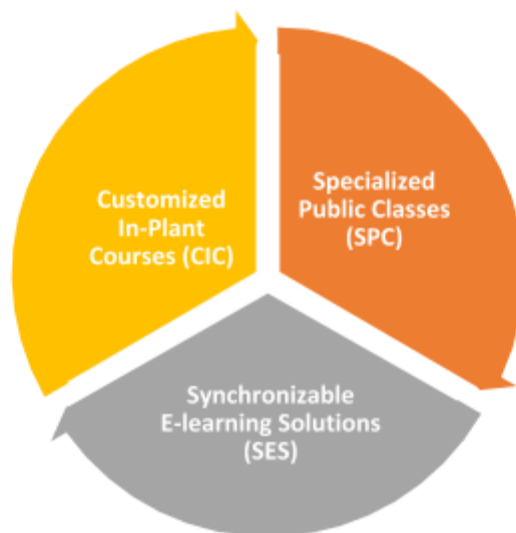 Customized
In-Plant
Courses (CIC)
Specialized
Public Classes
(SPC)
Synchronizable
E-learning Solutions
(SES)